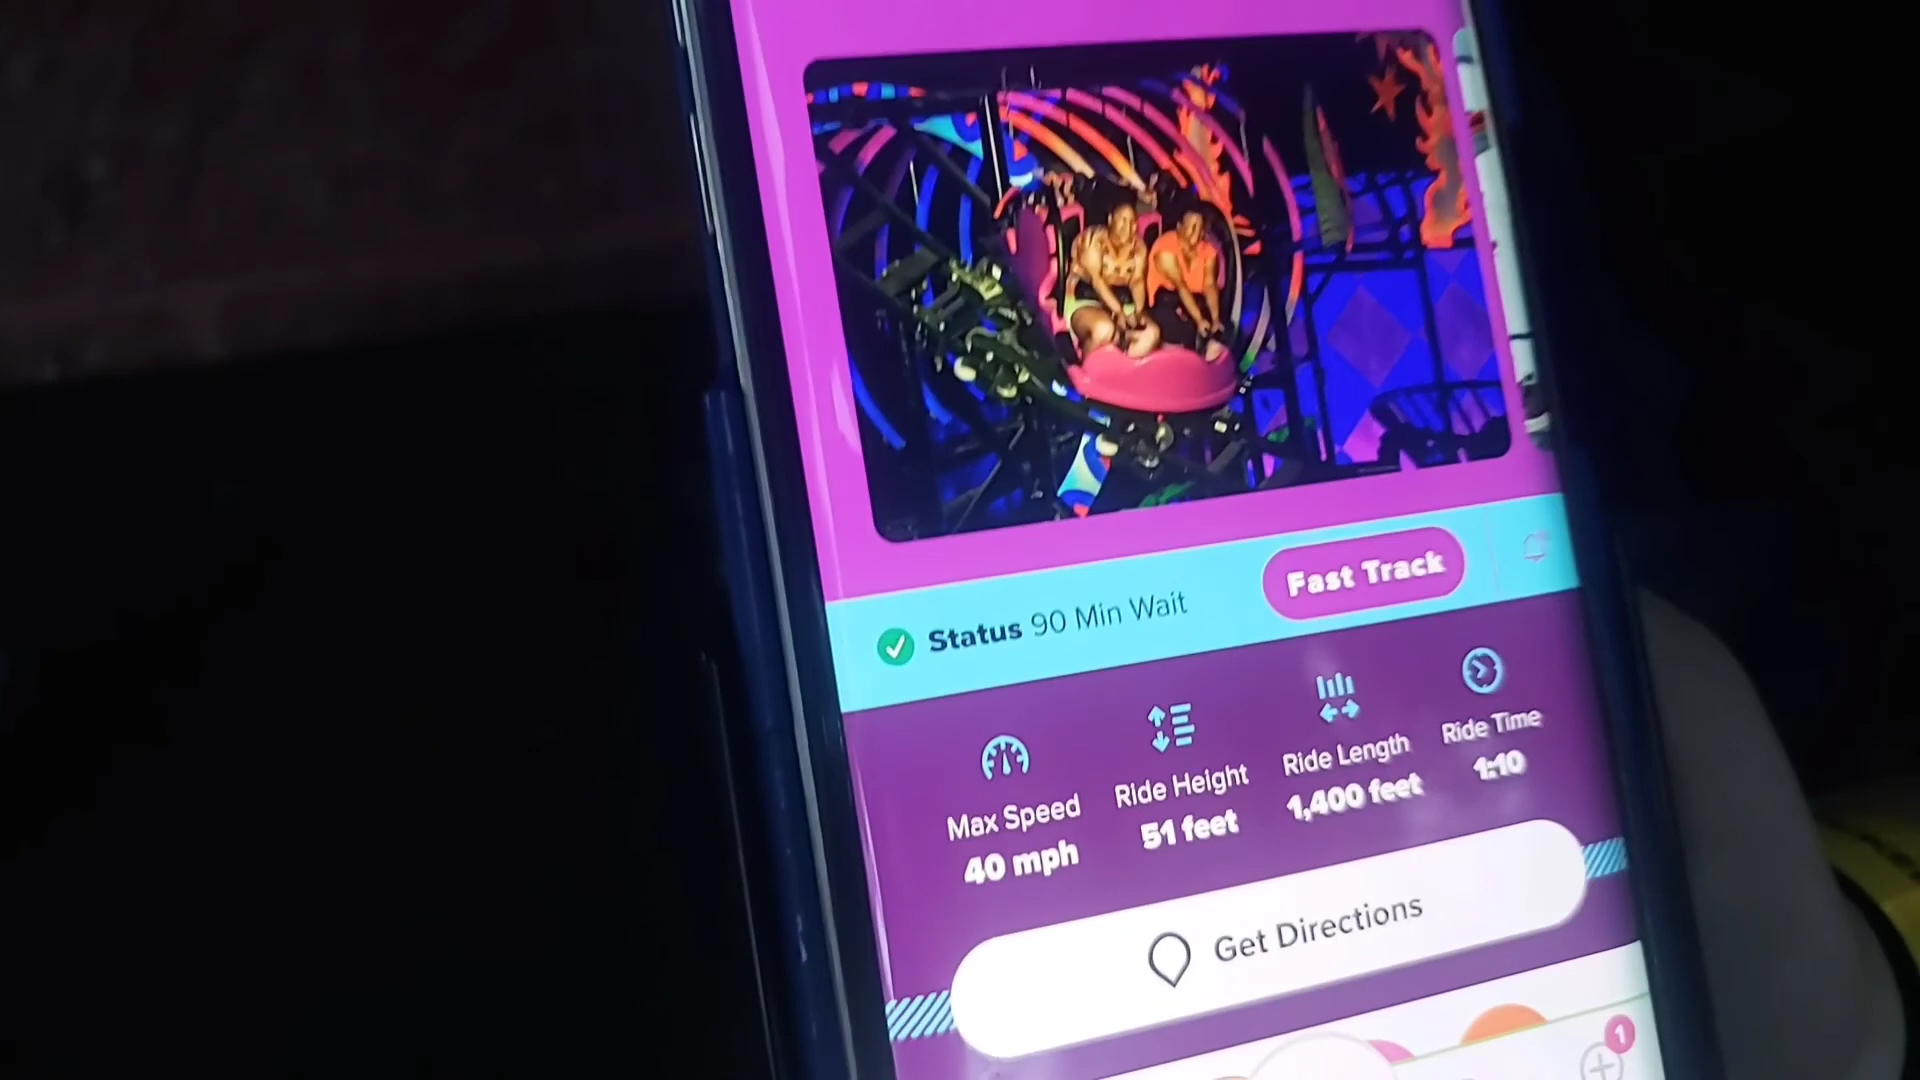 Status 90 Min Wait
Fast Track
Max Speed
40 mph
Ride Height
51 feet
Ride Length
1,400 feet
Ride Time
1:10
Get Directions
1